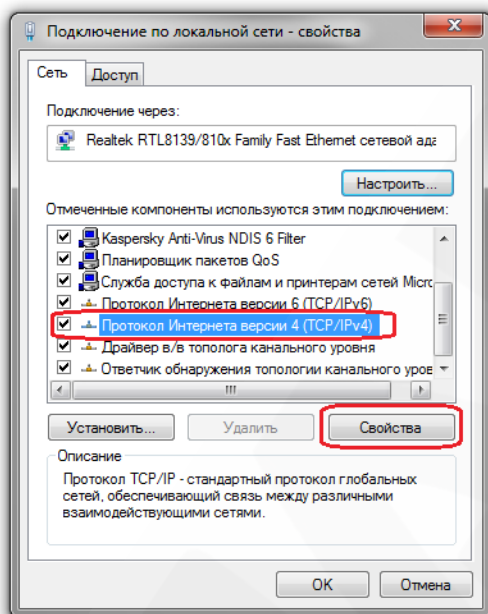 Подключение по локальной сети - свойства
Сеть
Доступ
Подключение через:
Realtek RTL8139/810x Family Fast Ethernet сетевой ада
Настроить...
Отмеченные компоненты используются этим подключением:
Kaspersky Anti-Virus NDIS 6 Filter
Планировщик пакетов QoS
Служба доступа к файлам и принтерам сетей Micro
Протокол Интернета версии 6 (TCP/IPv6)
Протокол Интернета версии 4 (TCP/IPv4)
Драйвер в/в тополога канального уровня
Ответчик обнаружения топологии канального уров
Установить...
Удалить
Свойства
Описание
Протокол TCP/IP - стандартный протокол глобальных
сетей, обеспечивающий связь между различными
взаимодействующими сетями.
OK
Отмена